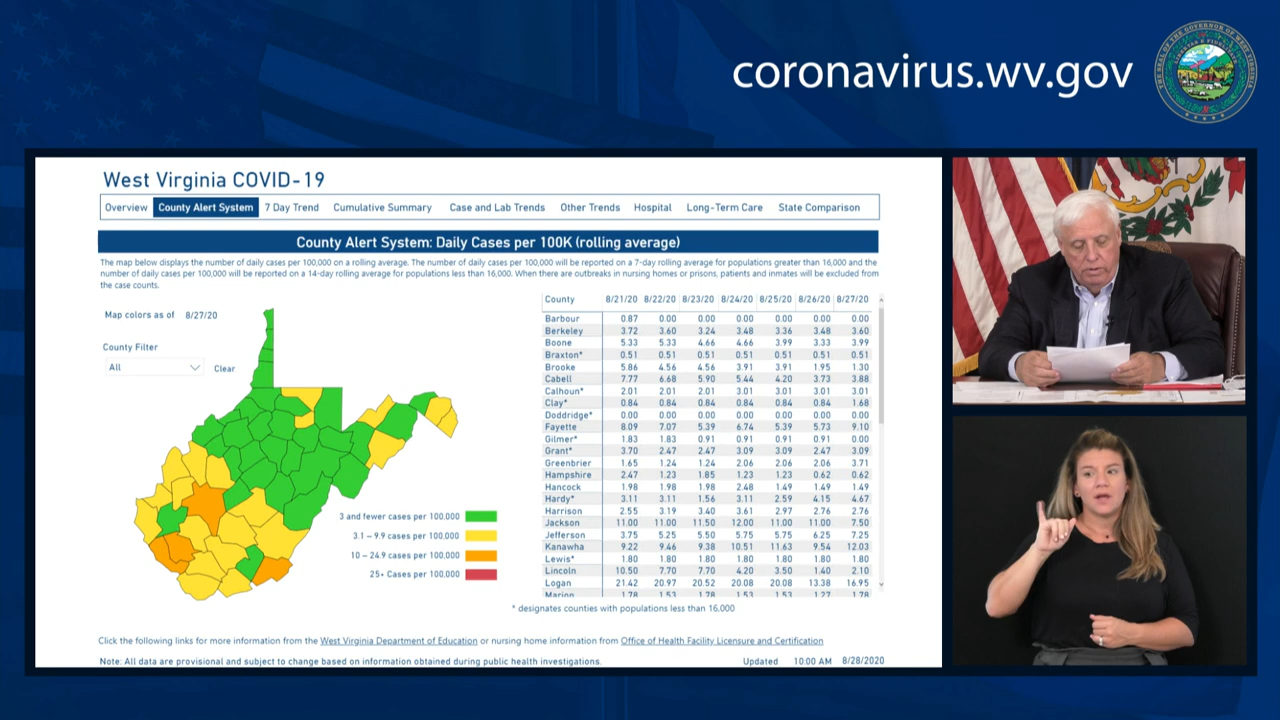 coronavirus.wv.gov
West Virginia COVID-19
Overview County Alert System 7 Day Trend Cumulative Summary Case and Lab Trends Other Trends Hospital Long-Term Care State Comparison
County Alert System: Daily Cases per 100K (rolling average)
The map below displays the number of daily cases per 100,000 on a rolling average. The number of daily cases per 100,000 will be reported on a 7-day rolling average for populations greater than 16,000 and the
number of daily cases per 100,000 will be reported on a 14-day rolling average for populations less than 16,000. When there are outbreaks in nursing homes or prisons, patients and inmates will be excluded from
the case counts.
Map colors as of 8/27/20
County Filter
All Clear
3 and fewer cases per 100,000
3.1 – 9.9 cases per 100,000
10 – 24.9 cases per 100,000
25+ Cases per 100,000
County 8/21/20 8/22/20 8/23/20 8/24/20 8/25/20 8/26/20 8/27/20
Barbour 0.87 0.00 0.00 0.00 0.00 0.00 0.00
Berkeley 3.72 3.60 3.24 3.48 3.36 3.48 3.60
Boone 5.33 5.33 4.66 4.66 3.99 3.33 3.99
Braxton* 0.51 0.51 0.51 0.51 0.51 0.51 0.51
Brooke 5.86 4.56 4.56 3.91 3.91 1.95 1.30
Cabell 7.77 6.68 5.90 5.44 4.20 3.73 3.88
Calhoun* 2.01 2.01 2.01 3.01 3.01 3.01 3.01
Clay* 0.84 0.84 0.84 0.84 0.84 0.84 1.68
Doddridge* 0.00 0.00 0.00 0.00 0.00 0.00 0.00
Fayette 8.09 7.07 5.39 6.74 5.39 5.73 9.10
Gilmer* 1.83 1.83 0.91 0.91 0.91 0.91 0.00
Grant* 3.70 2.47 2.47 3.09 3.09 2.47 3.09
Greenbrier 1.65 1.24 1.24 2.06 2.06 2.06 3.71
Hampshire 2.47 1.23 1.85 1.23 1.23 0.62 0.62
Hancock 1.98 1.98 1.98 2.48 1.49 1.49 1.49
Hardy* 3.11 3.11 1.56 3.11 2.59 4.15 4.67
Harrison 2.55 3.19 3.40 3.61 2.97 2.76 2.76
Jackson 11.00 11.00 11.50 12.00 11.00 11.00 7.50
Jefferson 3.75 5.25 5.50 5.75 5.75 6.25 7.25
Kanawha 9.22 9.46 9.38 10.51 11.63 9.54 12.03
Lewis* 1.80 1.80 1.80 1.80 1.80 1.80 1.80
Lincoln 10.50 7.70 7.70 4.20 3.50 1.40 2.10
Logan 21.42 20.97 20.52 20.08 20.08 13.38 16.95
Marion 1.78 1.53 1.78 1.53 1.53 1.27 1.78
* designates counties with populations less than 16,000
Click the following links for more information from the West Virginia Department of Education or nursing home information from Office of Health Facility Licensure and Certification
Note: All data are provisional and subject to change based on information obtained during public health investigations.
Updated 10:00 AM 8/28/2020